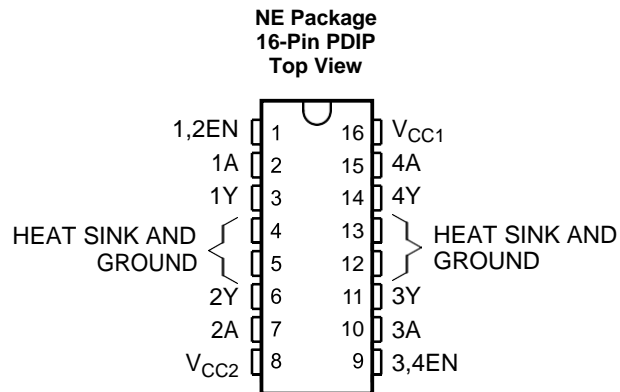 NE Package
16-Pin PDIP
Top View
1,2EN 1 16 VCC1
1A 2 15 4A
1Y 3 14 4Y
HEAT SINK AND 4 13 HEAT SINK AND
GROUND 5 12 GROUND
2Y 6 11 3Y
2A 7 10 3A
VCC2 8 9 3,4EN